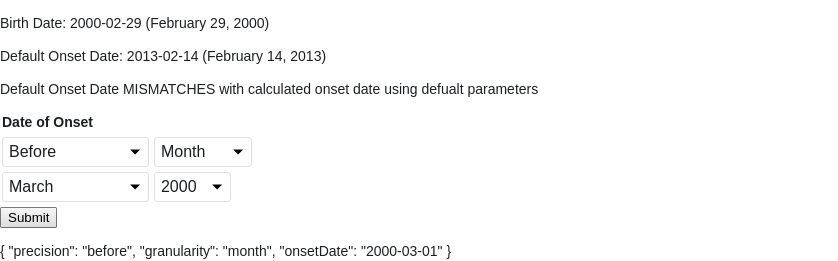 Birth Date: 2000-02-29 (February 29, 2000)
Default Onset Date: 2013-02-14 (February 14, 2013)
Default Onset Date MISMATCHES with calculated onset date using defualt parameters
Date of Onset
Before Month
March 2000
Submit
{ "precision": "before", "granularity": "month", "onsetDate": "2000-03-01" }